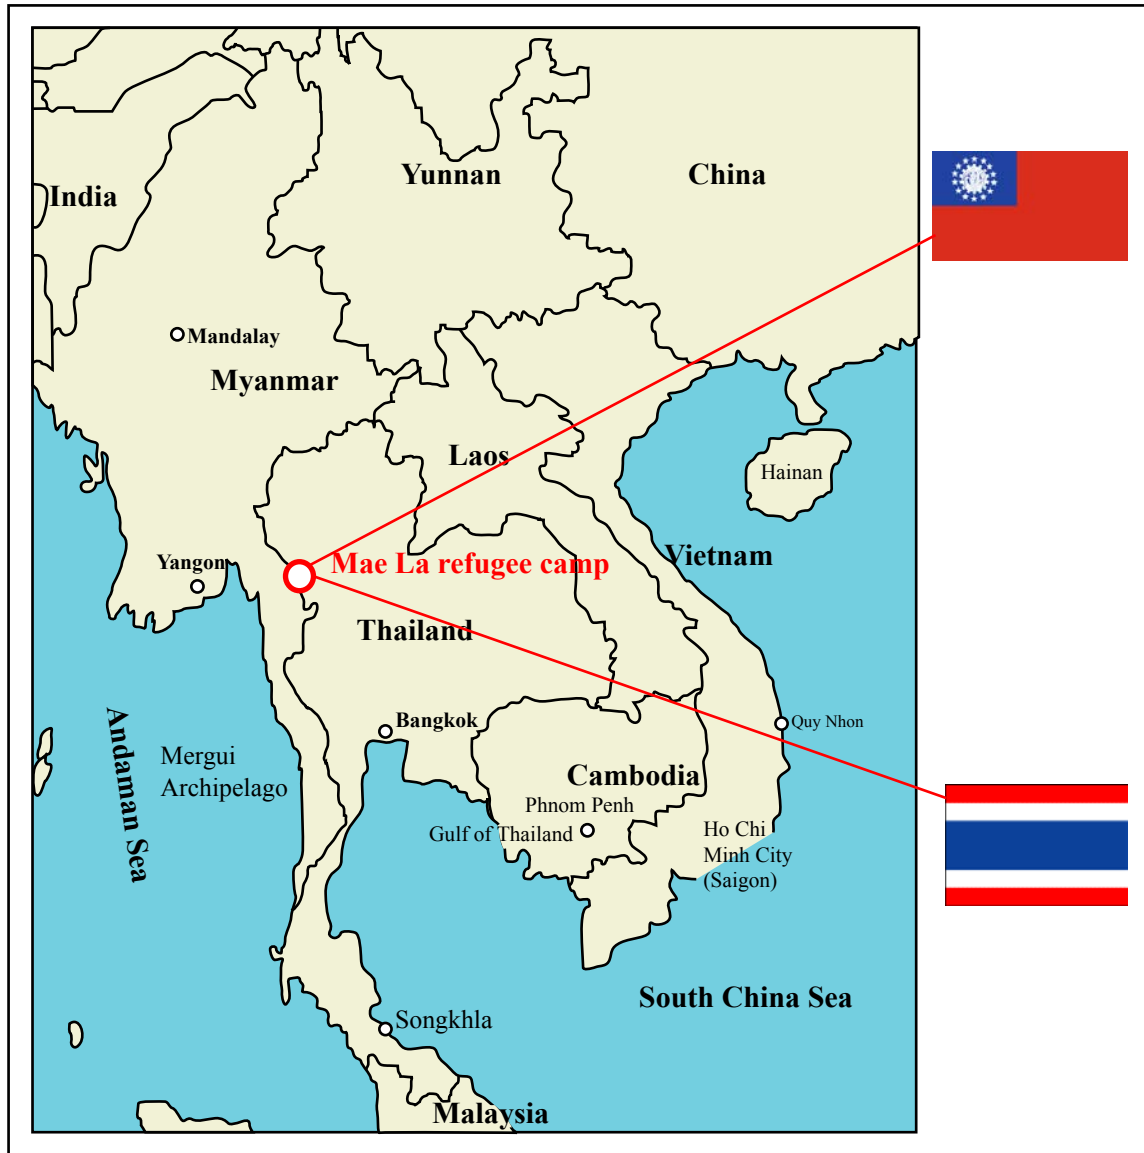 Yunnan
China
India
Mandalay
Myanmar
Laos
Hainan
Vietnam
Yangon
Mae La refugee camp
Thailand
Andaman Sea
Mergui
Archipelago
Bangkok
Quy Nhon
Cambodia
Phnom Penh
Gulf of Thailand
Ho Chi
Minh City
(Saigon)
South China Sea
Songkhla
Malaysia